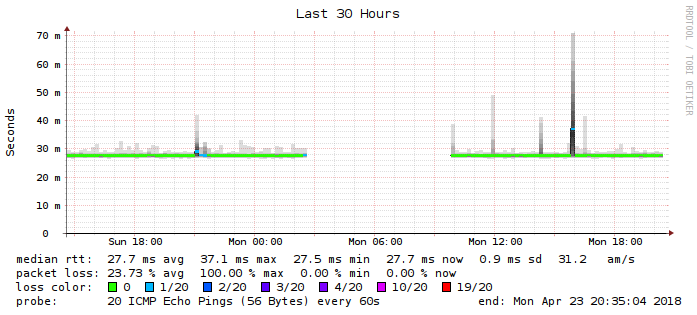 Last 30 Hours
RRDTOOL / TOBI OETIKER
Seconds
70 m
60 m
50 m
40 m
30 m
20 m
10 m
0
Sun 18:00 Mon 00:00 Mon 06:00 Mon 12:00 Mon 18:00
median rtt: 27.7 ms avg 37.1 ms max 27.5 ms min 27.7 ms now 0.9 ms sd 31.2 am/s
packet loss: 23.73 % avg 100.00 % max 0.00 % min 0.00 % now
loss color: 0 1/20 2/20 3/20 4/20 10/20 19/20
probe: 20 ICMP Echo Pings (56 Bytes) every 60s end: Mon Apr 23 20:35:04 2018